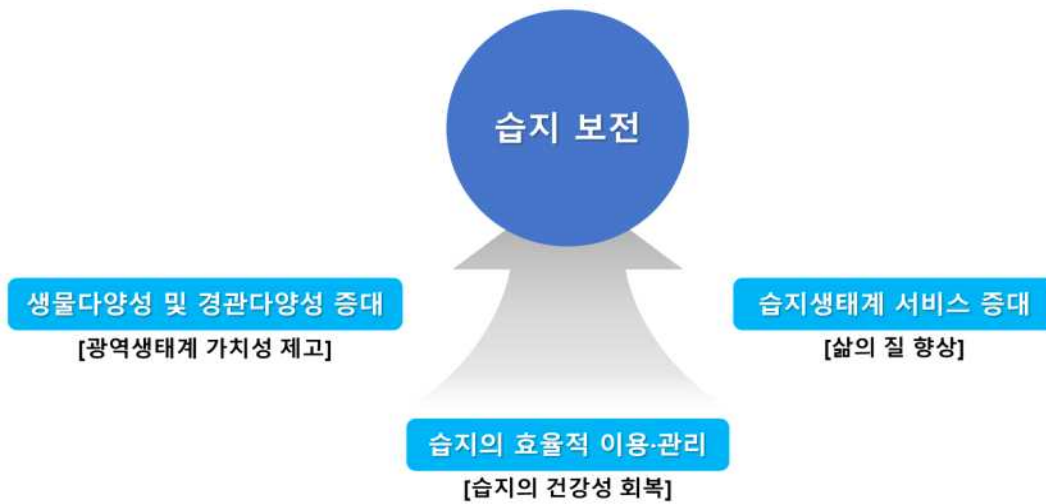 습지 보전
생물다양성 및 경관다양성 증대
[광역생태계 가치성 제고]
습지생태계 서비스 증대
[삶의 질 향상]
습지의 효율적 이용·관리
[습지의 건강성 회복]